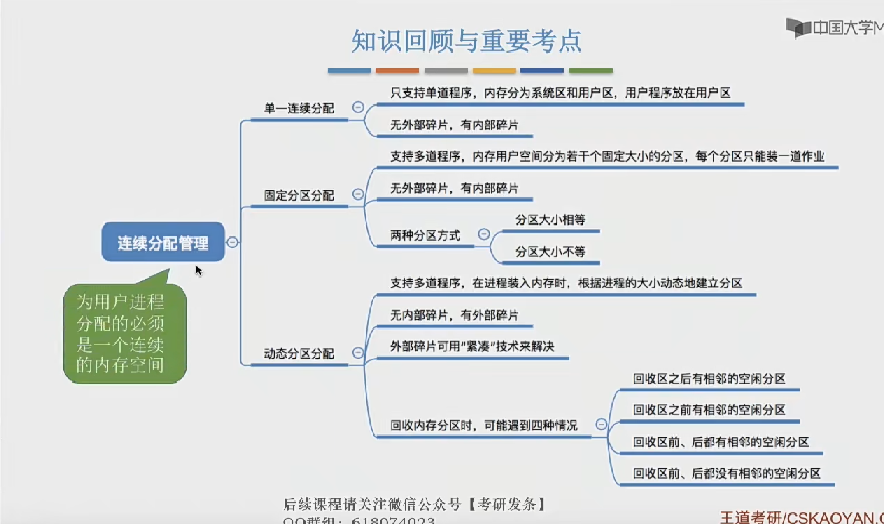 中国大学M
知识回顾与重要考点
单一连续分配
只支持单道程序，内存分为系统区和用户区，用户程序放在用户区
无外部碎片，有内部碎片
固定分区分配
支持多道程序，内存用户空间分为若干个固定大小的分区，每个分区只能装一道作业
无外部碎片，有内部碎片
两种分区方式
分区大小相等
分区大小不等
连续分配管理
为用户进程
分配的必须
是一个连续
的内存空间
动态分区分配
支持多道程序，在进程装入内存时，根据进程的大小动态地建立分区
无内部碎片，有外部碎片
外部碎片可用“紧凑”技术来解决
回收内存分区时，可能遇到四种情况
回收区之后有相邻的空闲分区
回收区之前有相邻的空闲分区
回收区前、后都有相邻的空闲分区
回收区前、后都没有相邻的空闲分区
后续课程请关注微信公众号【考研发条】
QQ群组：618074023
王道考研/CSKAOYAN.C